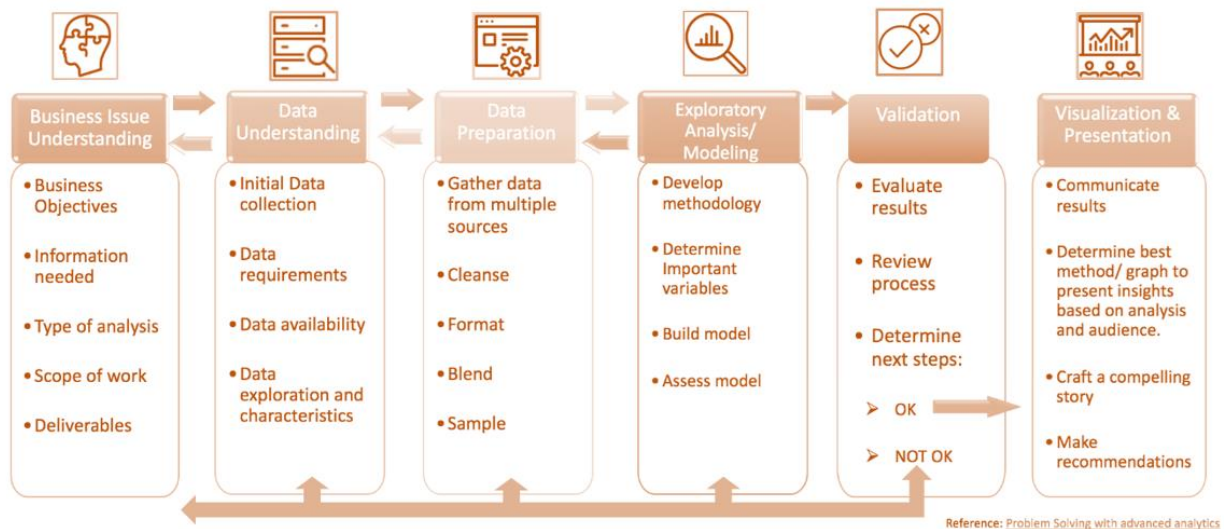 Business Issue
Understanding
Data
Understanding
Data
Preparation
Exploratory
Analysis/
Modeling
Validation
Visualization &
Presentation
• Business
Objectives
• Information
needed
• Type of analysis
• Scope of work
• Deliverables
• Initial Data
collection
• Data
requirements
• Data availability
• Data
exploration and
characteristics
• Gather data
from multiple
sources
• Cleanse
• Format
• Blend
• Sample
• Develop
methodology
• Determine
Important
variables
• Build model
• Assess model
• Evaluate
results
• Review
process
• Determine
next steps:
➢ OK
➢ NOT OK
• Communicate
results
• Determine best
method/ graph to
present insights
based on analysis
and audience.
• Craft a compelling
story
• Make
recommendations
Reference: Problem Solving with advanced analytics